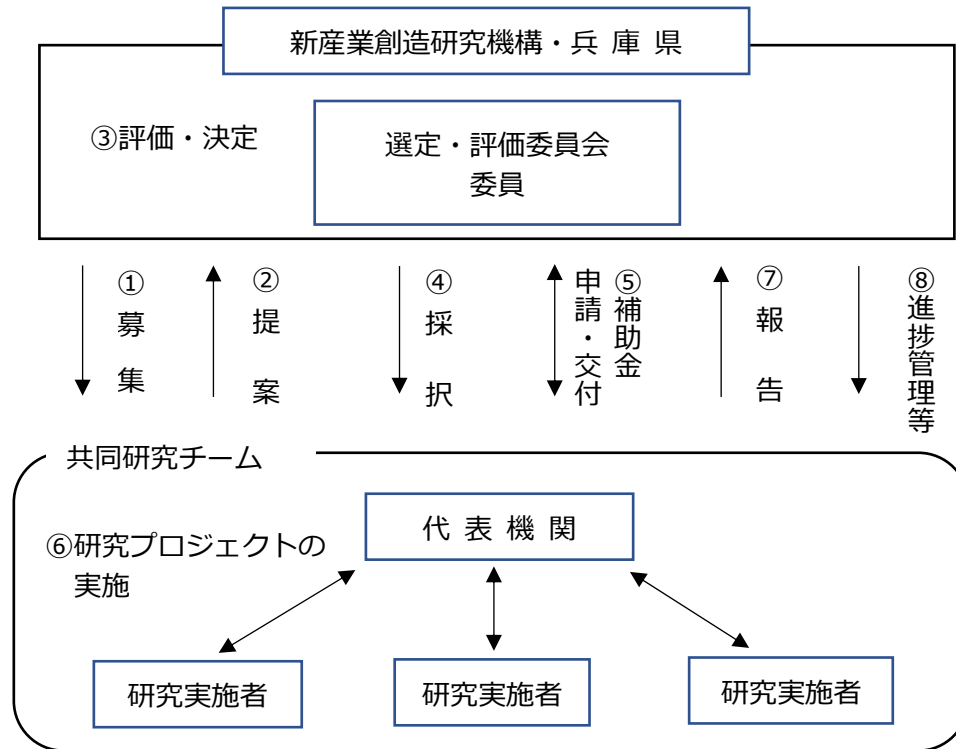 新産業創造研究機構・兵 庫 県
③評価・決定
選定・評価委員会
委員
①募集
②提案
④採択
⑤補助金
申請・交付
⑦報告
⑧進捗管理等
共同研究チーム
代 表 機 関
⑥研究プロジェクトの
実施
研究実施者
研究実施者
研究実施者